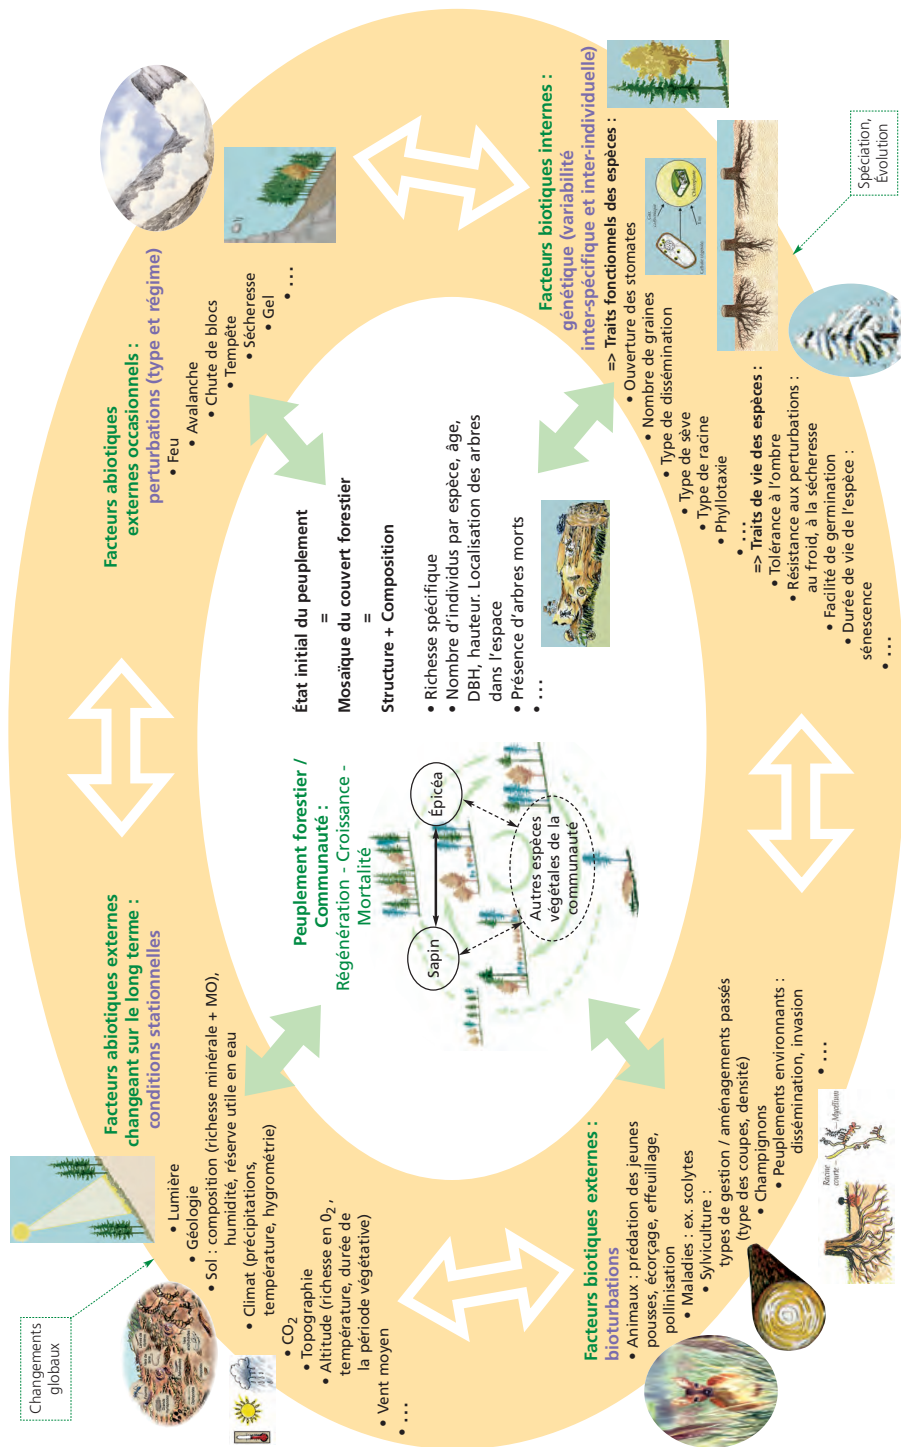 Changements
globaux
Facteurs abiotiques externes
changeant sur le long terme :
conditions stationnelles
• Lumière
• Géologie
• Sol : composition (richesse minérale + MO),
humidité, réserve utile en eau
• Climat (précipitations,
température, hygrométrie)
• CO2
• Topographie
• Altitude (richesse en 02,
température, durée de
la période végétative)
• Vent moyen
• ...
Facteurs abiotiques
externes occasionnels :
perturbations (type et régime)
• Feu
• Avalanche
• Chute de blocs
• Tempête
• Sécheresse
• Gel
• ...
Peuplement forestier /
Communauté :
Régénération - Croissance -
Mortalité
Sapin
Épicéa
Autres espèces
végétales de la
communauté
État initial du peuplement
=
Mosaïque du couvert forestier
=
Structure + Composition
• Richesse spécifique
• Nombre d'individus par espèce, âge,
DBH, hauteur. Localisation des arbres
dans l'espace
• Présence d'arbres morts
• ...
Facteurs biotiques externes :
bioturbations
• Animaux : prédation des jeunes
pousses, écorçage, effeuillage,
pollinisation
• Maladies : ex. scolytes
• Sylviculture :
types de gestion / aménagements passés
(type des coupes, densité)
• Champignons
• Peuplements environnants :
dissémination, invasion
• ...
Racine
courte
Mycélium
Facteurs biotiques internes :
génétique (variabilité
inter-spécifique et inter-individuelle)
=> Traits fonctionnels des espèces :
• Ouverture des stomates
• Nombre de graines
• Type de dissémination
• Type de sève
• Type de racine
• Phyllotaxie
• ...
=> Traits de vie des espèces :
• Tolérance à l'ombre
• Résistance aux perturbations :
au froid, à la sécheresse
• Facilité de germination
• Durée de vie de l'espèce :
sénescence
• ...
Spéciation,
Évolution